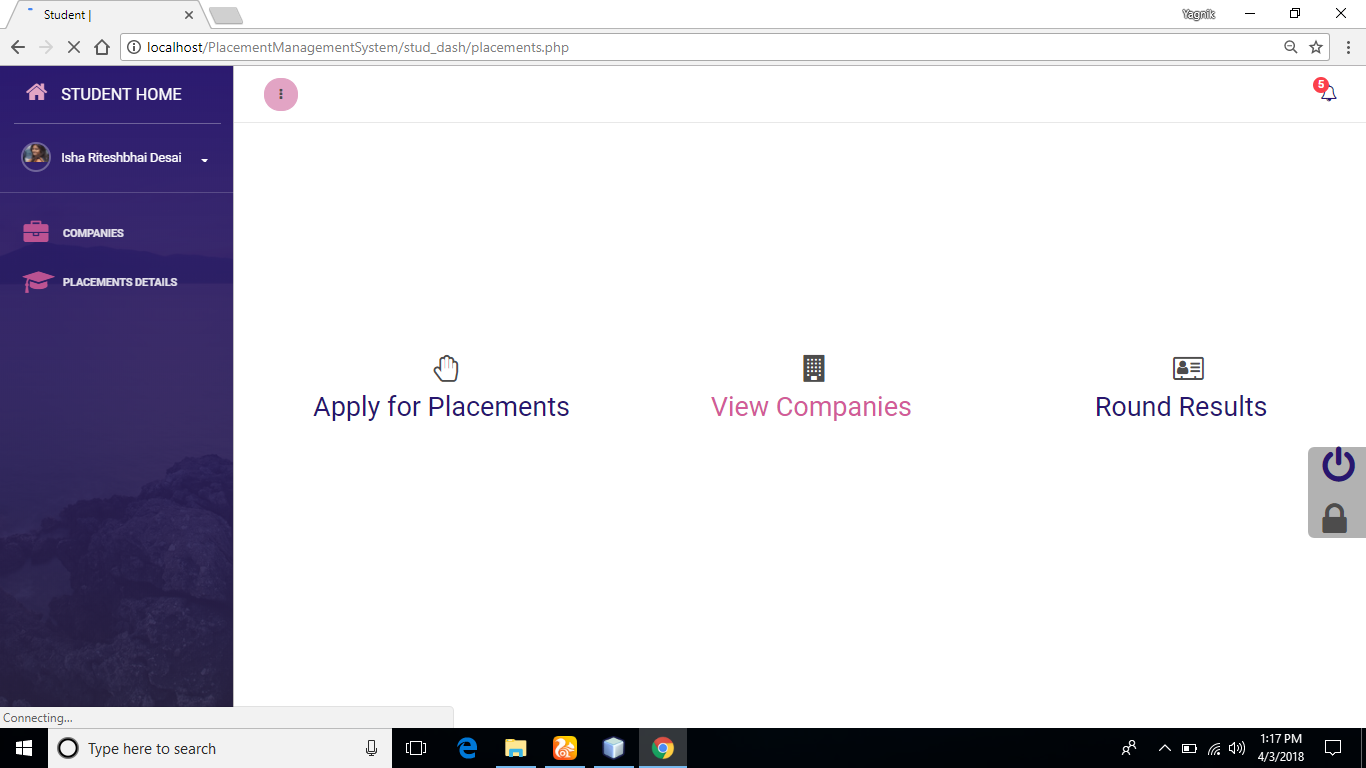 Student |
Yagnik
localhost/PlacementManagementSystem/stud_dash/placements.php
STUDENT HOME
5
Isha Riteshbhai Desai
COMPANIES
PLACEMENTS DETAILS
Apply for Placements
View Companies
Round Results
Connecting...
Type here to search
1:17 PM
4/3/2018